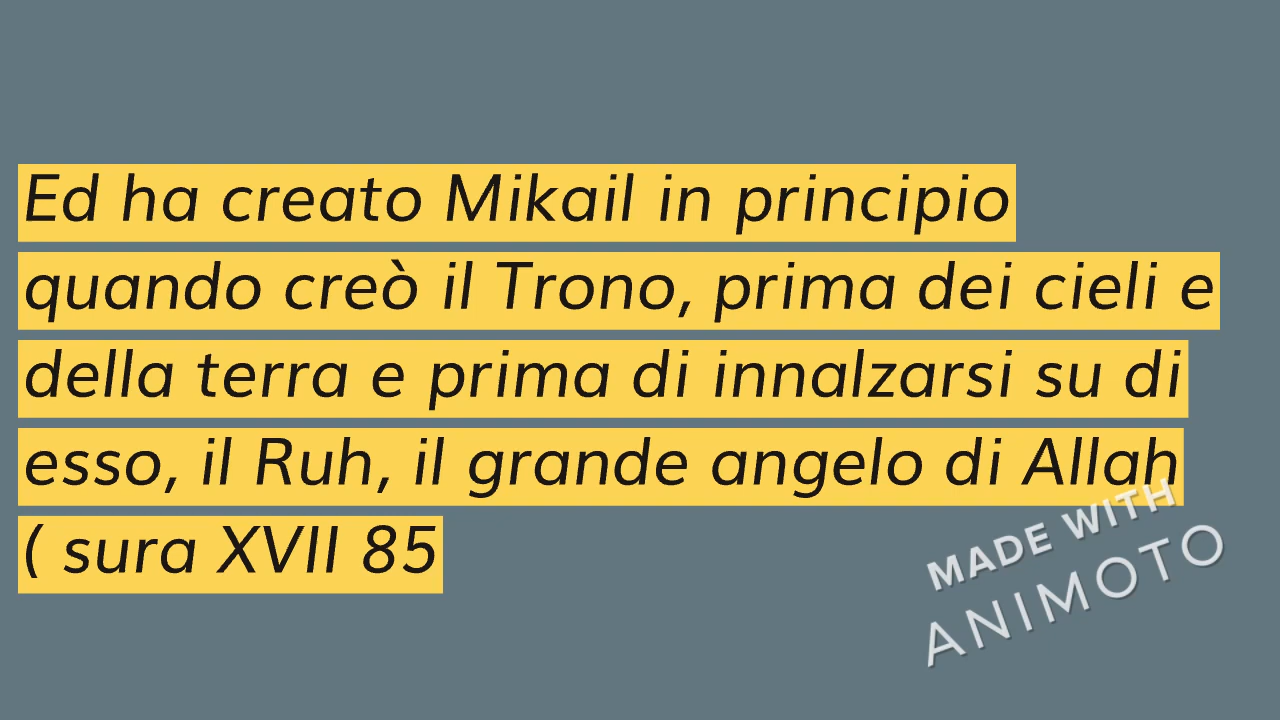 Ed ha creato Mikail in principio
quando creò il Trono, prima dei cieli e
della terra e prima di innalzarsi su di
esso, il Ruh, il grande angelo di Allah
( sura XVII 85
MADE WITH
ANIMOTO